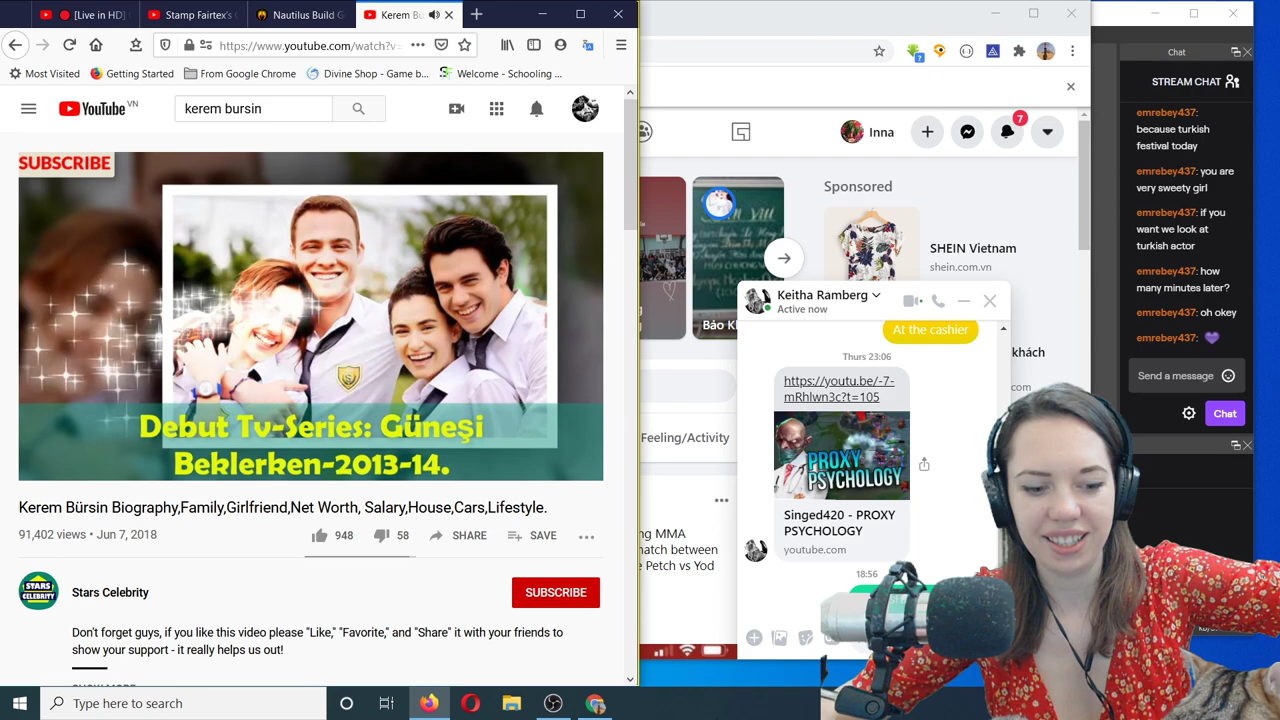 [Live in HD]
Stamp Fairtex's
Nautilus Build G
Kerem Bu
https://www.youtube.com/watch?v=
Most Visited
Getting Started
From Google Chrome
Divine Shop - Game b...
Welcome - Schooling ...
YouTube VN
kerem bursin
SUBSCRIBE
Debut Tv-Series: Güneşi
Beklerken-2013-14.
Kerem Bürsin Biography,Family,Girlfriend,Net Worth, Salary,House,Cars,Lifestyle.
91,402 views • Jun 7, 2018
948
58
SHARE
SAVE
STARS
CELEBRITY
Stars Celebrity
SUBSCRIBE
Don't forget guys, if you like this video please "Like," "Favorite," and "Share" it with your friends to
show your support - it really helps us out!
Type here to search
Inna
7
Sponsored
SHEIN Vietnam
shein.com.vn
Bảo Kh
khách
.com
Feeling/Activity
ng MMA
match between
Petch vs Yod
Keitha Ramberg
Active now
At the cashier
Thurs 23:06
https://youtu.be/-7-
mRhlwn3c?t=105
PROXY
PSYCHOLOGY
Singed420 - PROXY
PSYCHOLOGY
youtube.com
18:56
Chat
STREAM CHAT
emrebey437:
because turkish
festival today
emrebey437: you are
very sweety girl
emrebey437: if you
want we look at
turkish actor
emrebey437: how
many minutes later?
emrebey437: oh okey
emrebey437: 💜
Send a message
Chat